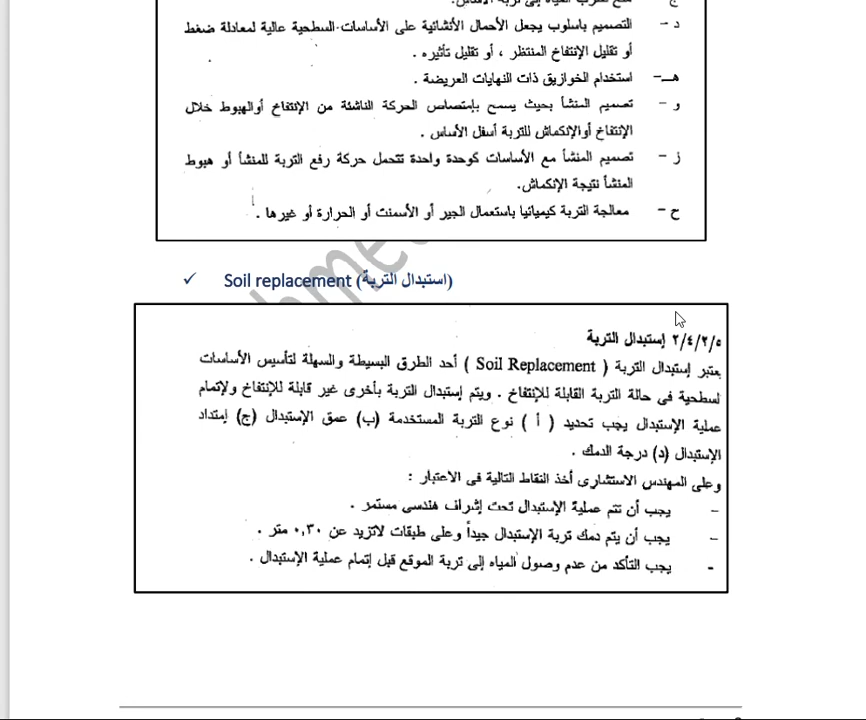 د - التصميم بأسلوب يجعل الأحمال الأنشائية على الأساسات السطحية عالية لمعادلة ضغط
أو تقليل الإنتفاخ المنتظر ، أو تقليل تأثيره .
هـ- استخدام الخوازيق ذات النهايات العريضة .
و - تصميم المنشأ بحيث يسمح بإمتصاص الحركة الناشئة من الإنتفاخ أوالهبوط خلال
الإنتفاخ أوالإنكماش للتربة أسفل الأساس .
ز - تصميم المنشأ مع الأساسات كوحدة واحدة تتحمل حركة رفع التربة للمنشأ أو هبوط
المنشأ نتيجة الإنكماش.
ح - معالجة التربة كيميائيا باستعمال الجير أو الأسمنت أو الحرارة أو غيرها .
✓ Soil replacement (استبدال التربة)
٢/٤/٢/٥ إستبدال التربة
يعتبر إستبدال التربة ( Soil Replacement ) أحد الطرق البسيطة والسهلة لتأسيس الأساسات
لسطحية فى حالة التربة القابلة للإنتفاخ . ويتم إستبدال التربة بأخرى غير قابلة للإنتفاخ ولإتمام
عملية الإستبدال يجب تحديد ( أ ) نوع التربة المستخدمة (ب) عمق الإستبدال (ج) إمتداد
الإستبدال (د) درجة الدمك .
وعلى المهندس الاستشارى أخذ النقاط التالية فى الاعتبار :
- يجب أن تتم عملية الإستبدال تحت إشراف هندسى مستمر .
- يجب أن يتم دمك تربة الإستبدال جيداً وعلى طبقات لاتزيد عن ٠,٣٠ متر .
- يجب التأكد من عدم وصول المياه إلى تربة الموقع قبل إتمام عملية الإستبدال .